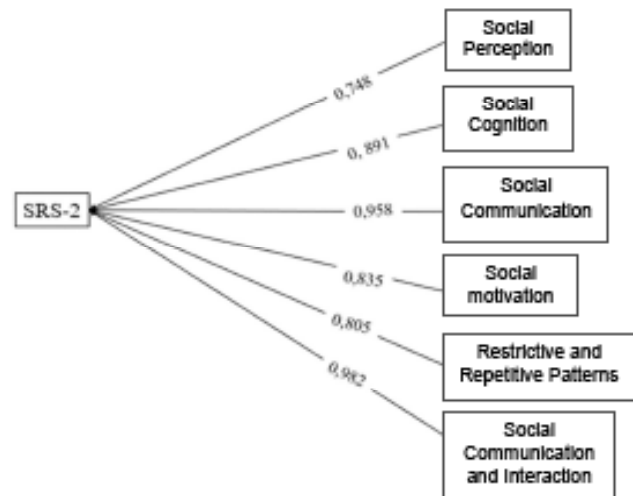 Social
Perception
0,748
Social
Cognition
0, 891
SRS-2
Social
Communication
0,958
Social
motivation
0,835
Restrictive and
Repetitive Patterns
0,805
Social
Communication
and Interaction
0,982